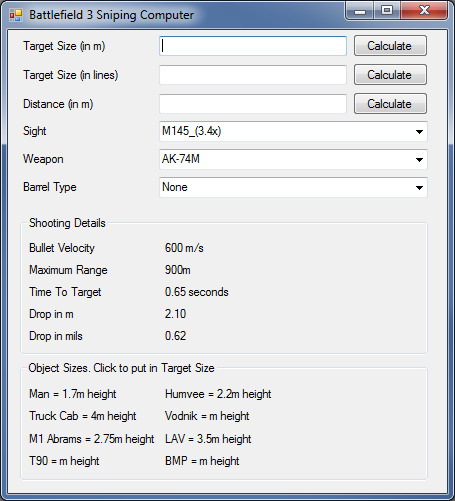 Battlefield 3 Sniping Computer
Target Size (in m) Calculate
Target Size (in lines) Calculate
Distance (in m) Calculate
Sight M145_(3.4x)
Weapon AK-74M
Barrel Type None
Shooting Details
Bullet Velocity 600 m/s
Maximum Range 900m
Time To Target 0.65 seconds
Drop in m 2.10
Drop in mils 0.62
Object Sizes. Click to put in Target Size
Man = 1.7m height Humvee = 2.2m height
Truck Cab = 4m height Vodnik = m height
M1 Abrams = 2.75m height LAV = 3.5m height
T90 = m height BMP = m height